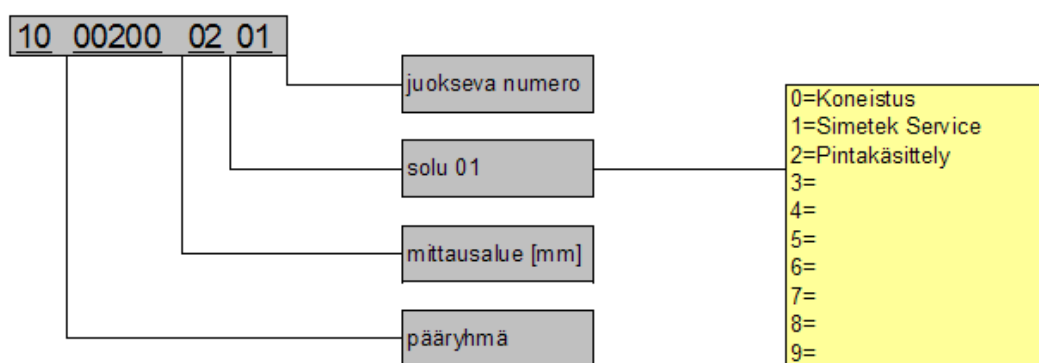 10 00200 02 01
juokseva numero
solu 01
mittausalue [mm]
pääryhmä
0=Koneistus
1=Simetek Service
2=Pintakäsittely
3=
4=
5=
6=
7=
8=
9=